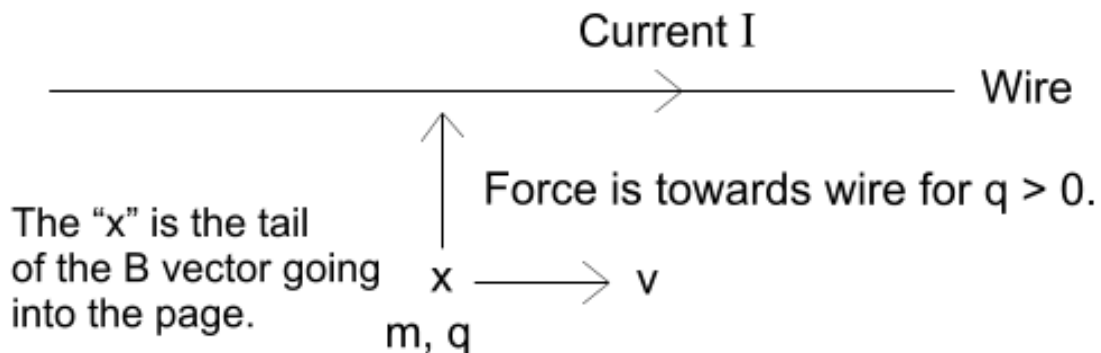 Current I
Wire
Force is towards wire for q > 0.
The “x” is the tail
of the B vector going
into the page.
x
v
m, q